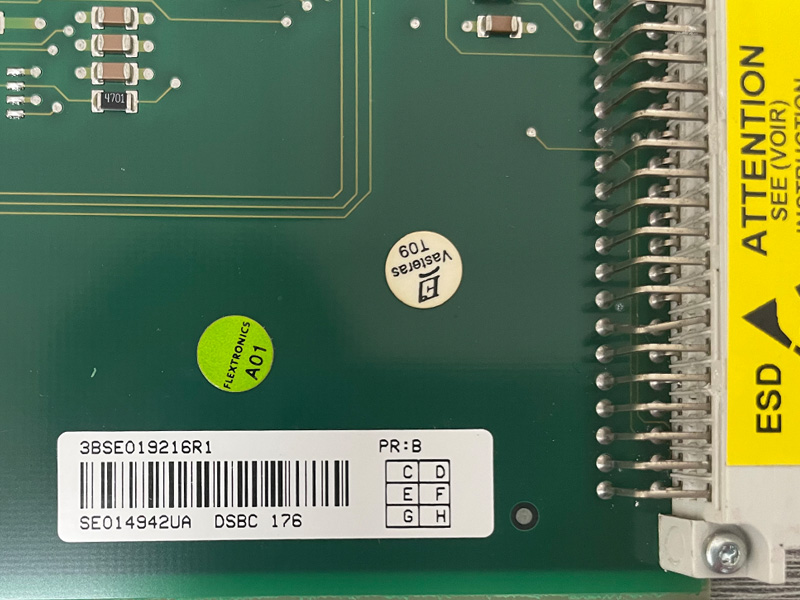 4701
ATTENTION
SEE (VOIR)
INSTRUCTION
ESD
Vasteras
T09
FLEXTRONICS
A01
3BSE019216R1 PR:B
C D
E F
G H
SE014942UA DSBC 176